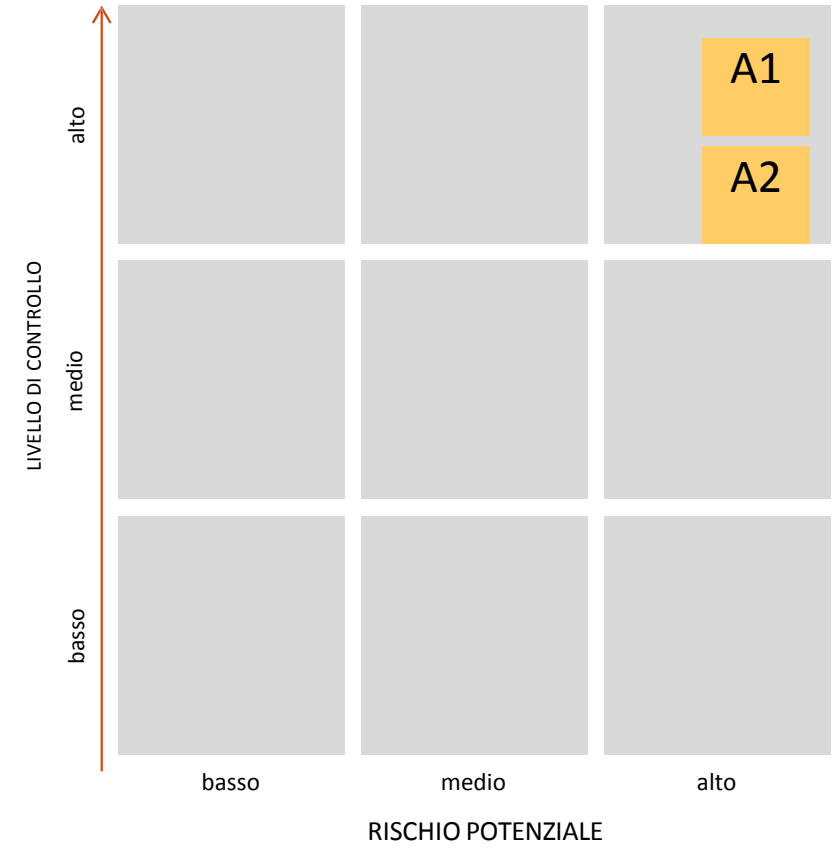 A1
A2
alto
medio
basso
LIVELLO DI CONTROLLO
basso
medio
alto
RISCHIO POTENZIALE